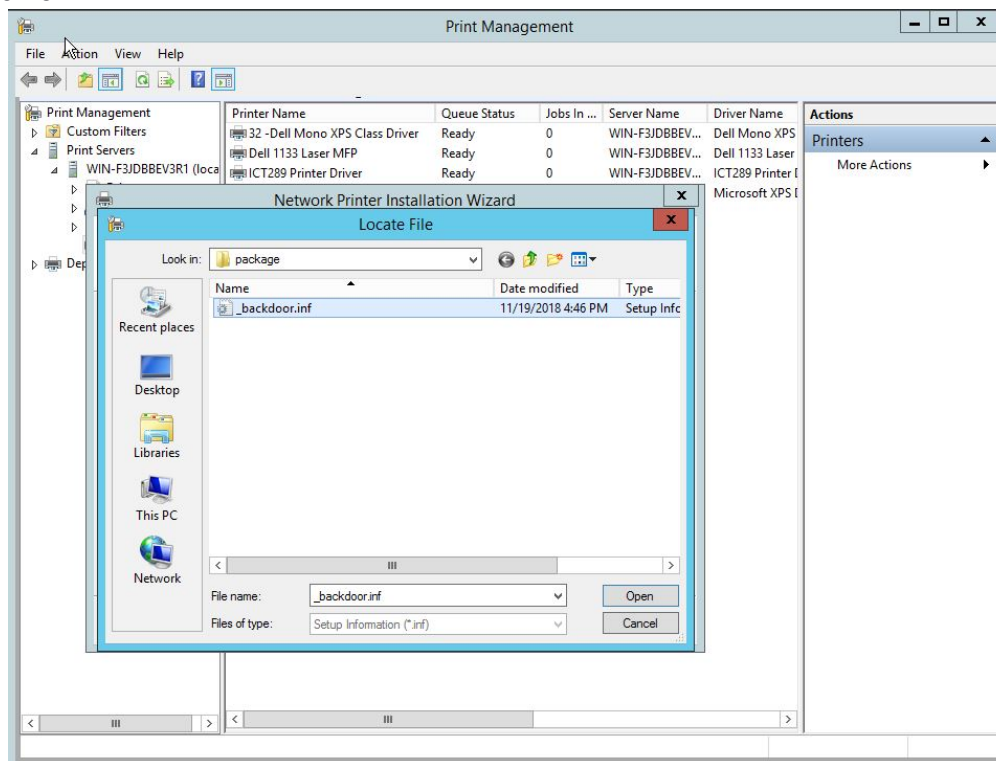 Print Management
File Action View Help
Print Management
Custom Filters
Print Servers
WIN-F3JDBBEV3R1 (loca
Dep
Printer Name Queue Status Jobs In ... Server Name Driver Name
32 -Dell Mono XPS Class Driver Ready 0 WIN-F3JDBBEV... Dell Mono XPS
Dell 1133 Laser MFP Ready 0 WIN-F3JDBBEV... Dell 1133 Laser
ICT289 Printer Driver Ready 0 WIN-F3JDBBEV... ICT289 Printer
Microsoft XPS
Actions
Printers
More Actions
Network Printer Installation Wizard
Locate File
Look in: package
Name Date modified Type
_backdoor.inf 11/19/2018 4:46 PM Setup Info
Recent places
Desktop
Libraries
This PC
Network
File name: _backdoor.inf Open
Files of type: Setup Information (*.inf) Cancel